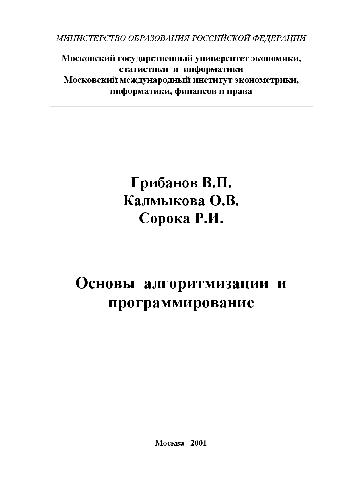 МИНИСТЕРСТВО ОБРАЗОВАНИЯ РОССИЙСКОЙ ФЕДЕРАЦИИ
Московский государственный университет экономики,
статистики и информатики
Московский международный институт эконометрики,
информатики, финансов и права
Грибанов В.П.
Калмыкова О.В.
Сорока Р.И.
Основы алгоритмизации и
программирование
Москва 2001